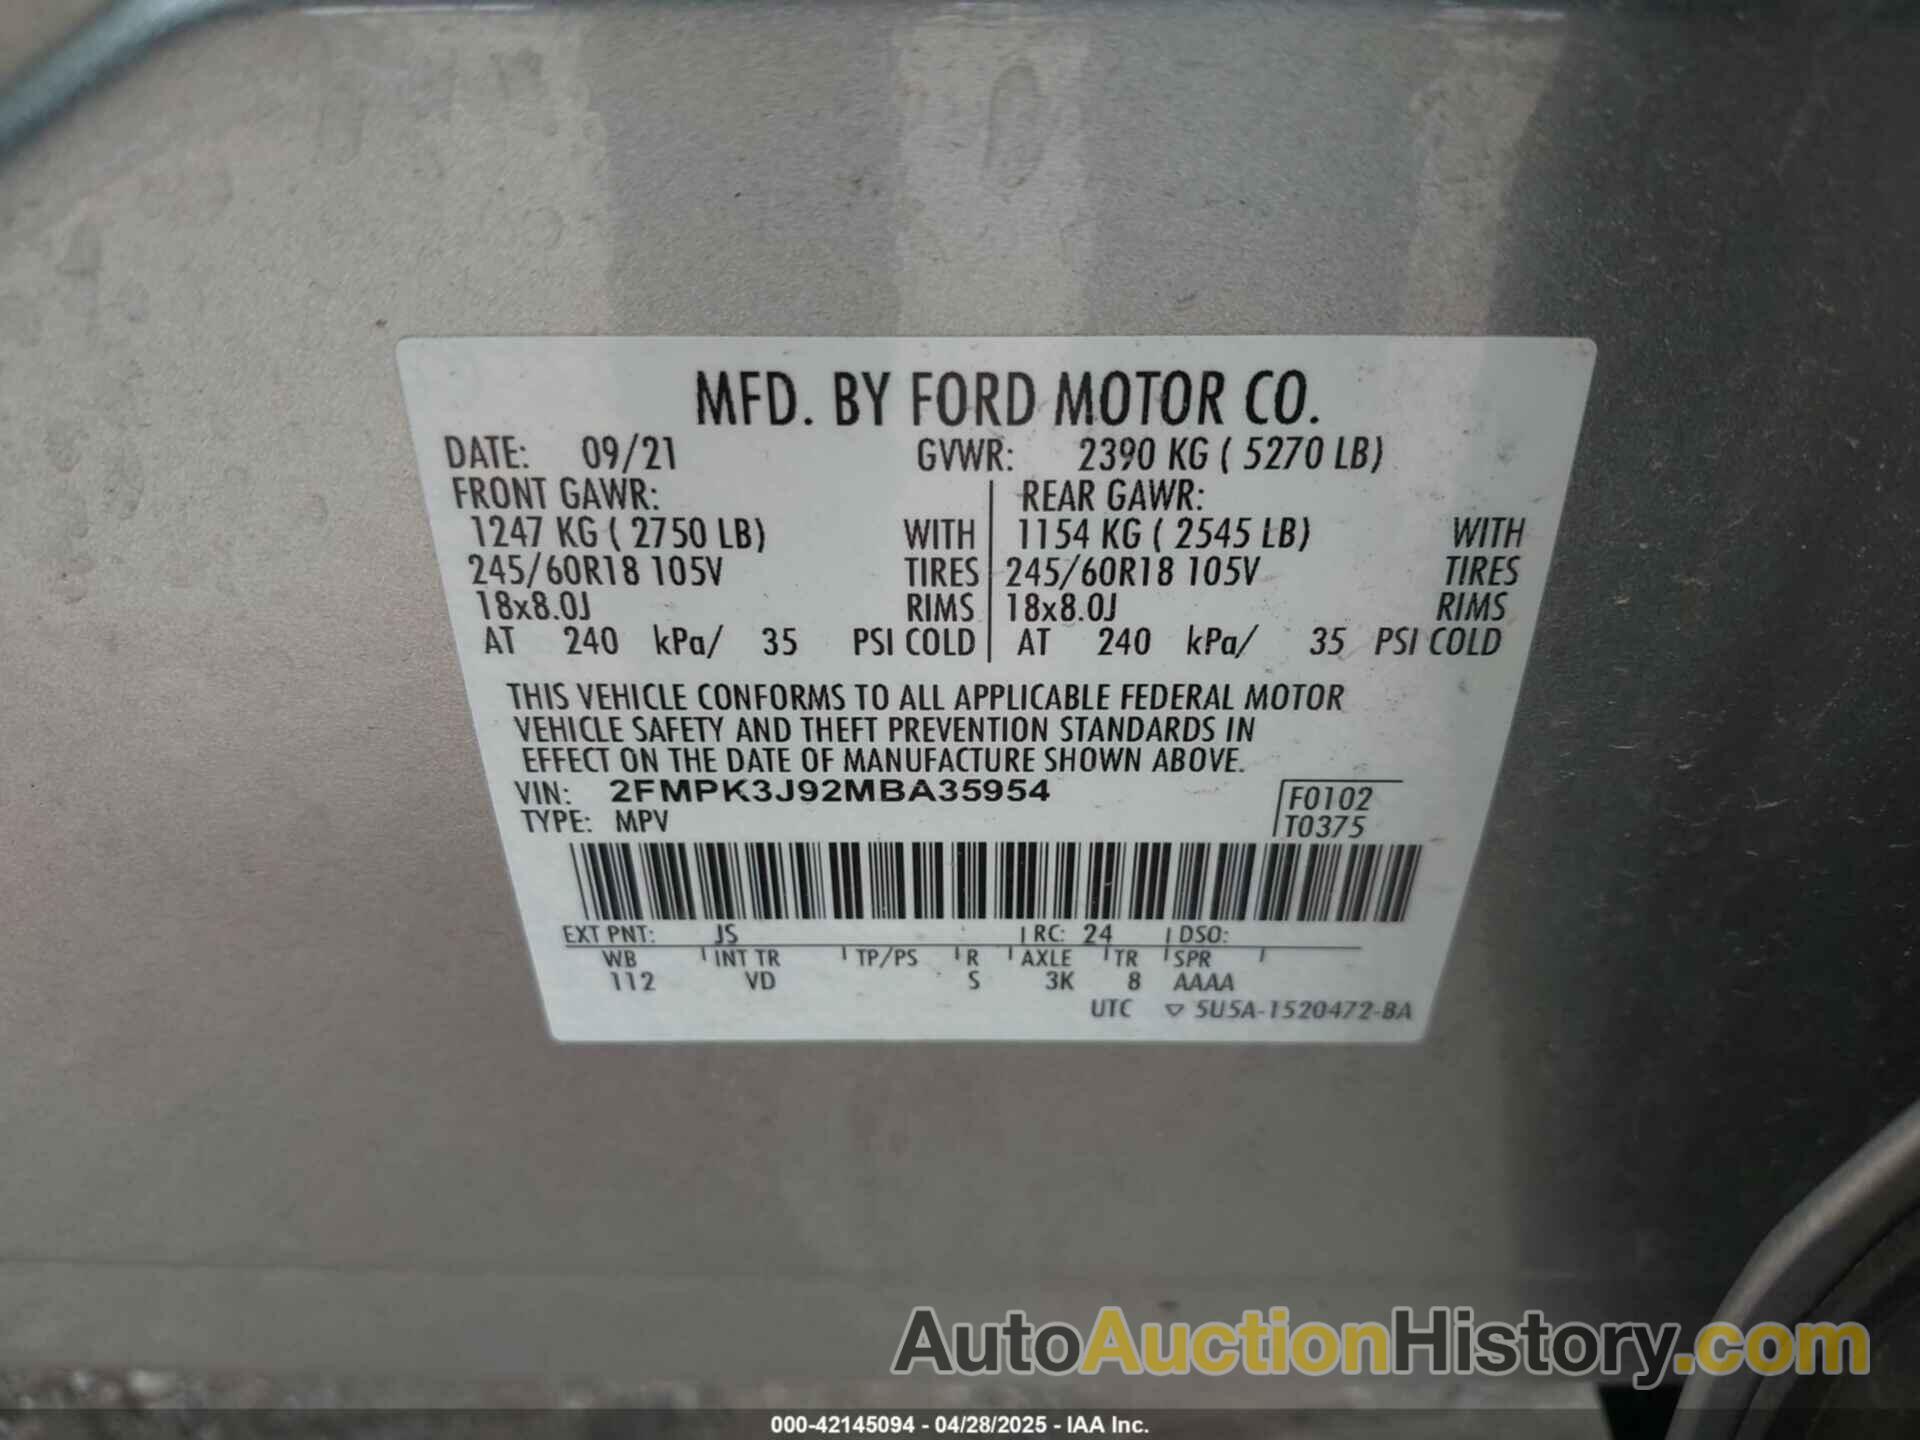 MFD. BY FORD MOTOR CO.
DATE: 09/21 GVWR: 2390 KG ( 5270 LB)
FRONT GAWR: REAR GAWR:
1247 KG ( 2750 LB) WITH 1154 KG ( 2545 LB) WITH
245/60R18 105V TIRES 245/60R18 105V TIRES
18x8.0J RIMS 18x8.0J RIMS
AT 240 kPa/ 35 PSI COLD AT 240 kPa/ 35 PSI COLD
THIS VEHICLE CONFORMS TO ALL APPLICABLE FEDERAL MOTOR
VEHICLE SAFETY AND THEFT PREVENTION STANDARDS IN
EFFECT ON THE DATE OF MANUFACTURE SHOWN ABOVE.
VIN: 2FMPK3J92MBA35954 F0102
TYPE: MPV T0375
EXT PNT: JS RC: 24 DSO:
WB INT TR TP/PS R AXLE TR SPR
112 VD S 3K 8 AAAA
UTC ▽ 5U5A-1520472-BA
AutoAuctionHistory.com
000-42145094 - 04/28/2025 - IAA Inc.